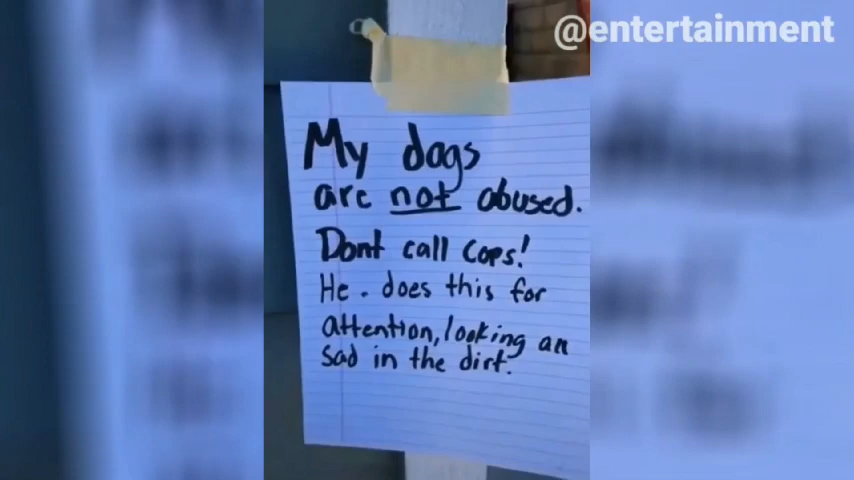 @entertainment
My dogs
are not abused.
Dont call cops!
He. does this for
attention, looking all
sad in the dirt.